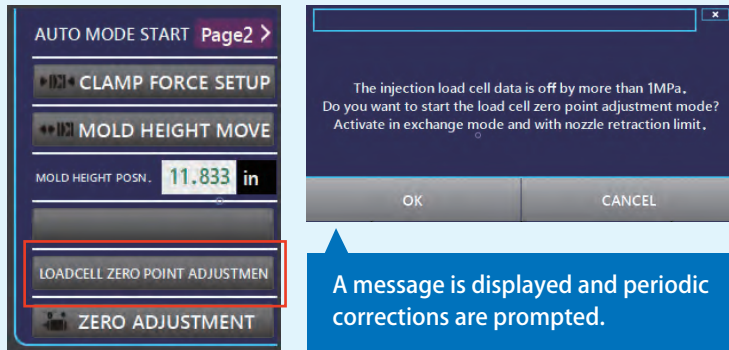 AUTO MODE START Page2 >
CLAMP FORCE SETUP
MOLD HEIGHT MOVE
MOLD HEIGHT POSN. 11.833 in
LOADCELL ZERO POINT ADJUSTMEN
ZERO ADJUSTMENT
×
The injection load cell data is off by more than 1MPa.
Do you want to start the load cell zero point adjustment mode?
Activate in exchange mode and with nozzle retraction limit.
OK CANCEL
A message is displayed and periodic
corrections are prompted.